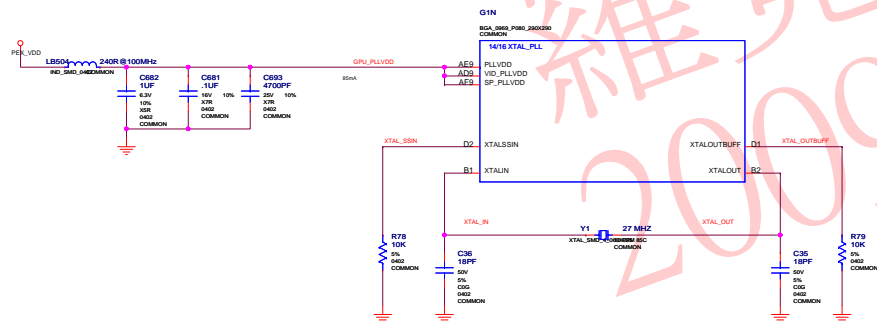 G1N
BGA_0969_P080_290X290
COMMON
14/16 XTAL_PLL
PEX_VDD
LB504
240R@100MHz
COMMON
GPU_PLLVDD
85mA
C682
1UF
6.3V
10%
X5R
0402
COMMON
C681
.1UF
16V 10%
X7R
0402
COMMON
C693
4700PF
25V 10%
X7R
0402
COMMON
AE9 PLLVDD
AD9 VID_PLLVDD
AF9 SP_PLLVDD
XTAL_SSIN
D2 XTALSSIN
XTALOUTBUFF D1
XTAL_OUTBUFF
B1 XTALIN
XTALOUT B2
XTAL_IN
Y1
27 MHZ
XTAL_OUT
R78
10K
5%
0402
COMMON
C36
18PF
50V
5%
C0G
0402
COMMON
C35
18PF
50V
5%
C0G
0402
COMMON
R79
10K
5%
0402
COMMON
維
2000